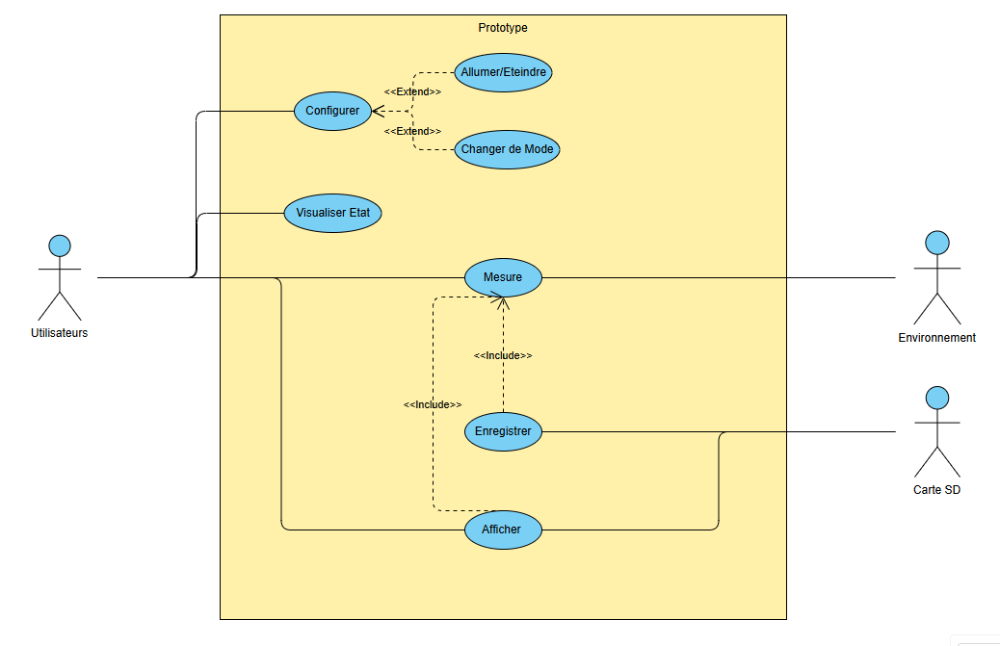 Prototype
Allumer/Eteindre
<<Extend>>
Configurer
<<Extend>>
Changer de Mode
Visualiser Etat
Mesure
Utilisateurs
Environnement
<<Include>>
<<Include>>
Enregistrer
Carte SD
Afficher